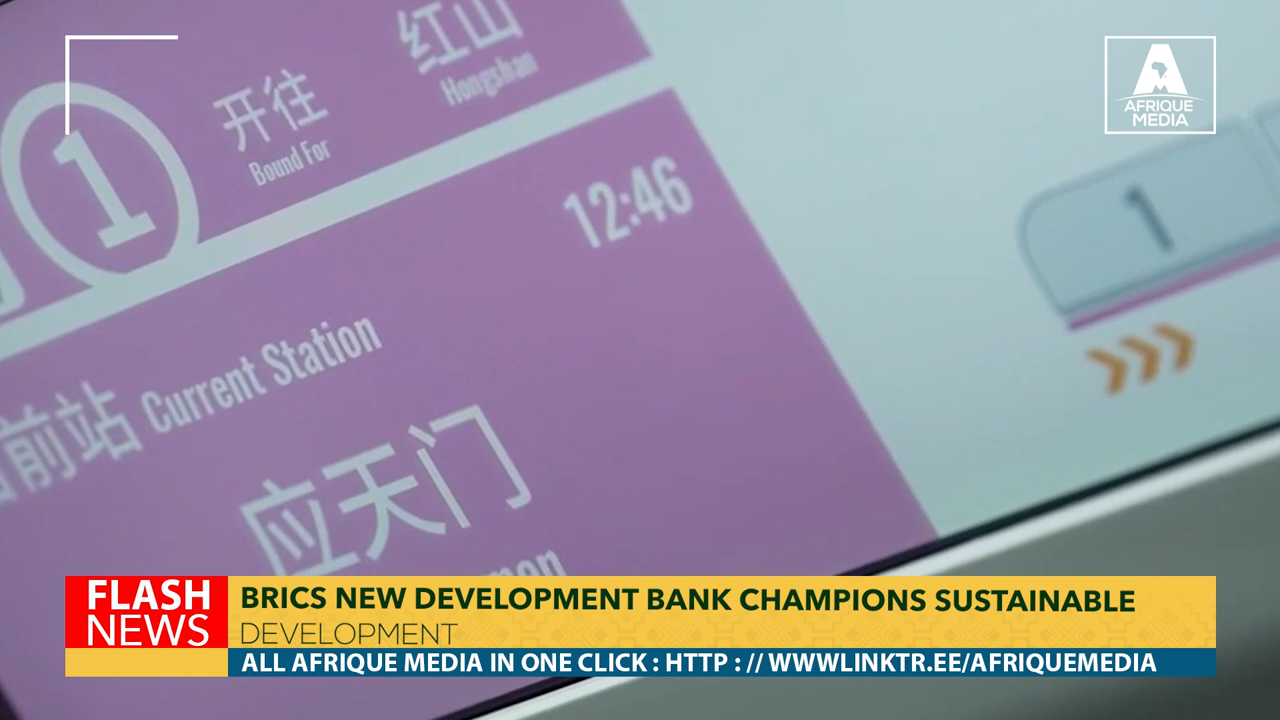 1
开往
Bound For
红山
Hongshan
12:46
前站 Current Station
应天门
1
AFRIQUE
MEDIA
FLASH
NEWS
BRICS NEW DEVELOPMENT BANK CHAMPIONS SUSTAINABLE
DEVELOPMENT
ALL AFRIQUE MEDIA IN ONE CLICK : HTTP : // WWWLINKTR.EE/AFRIQUEMEDIA